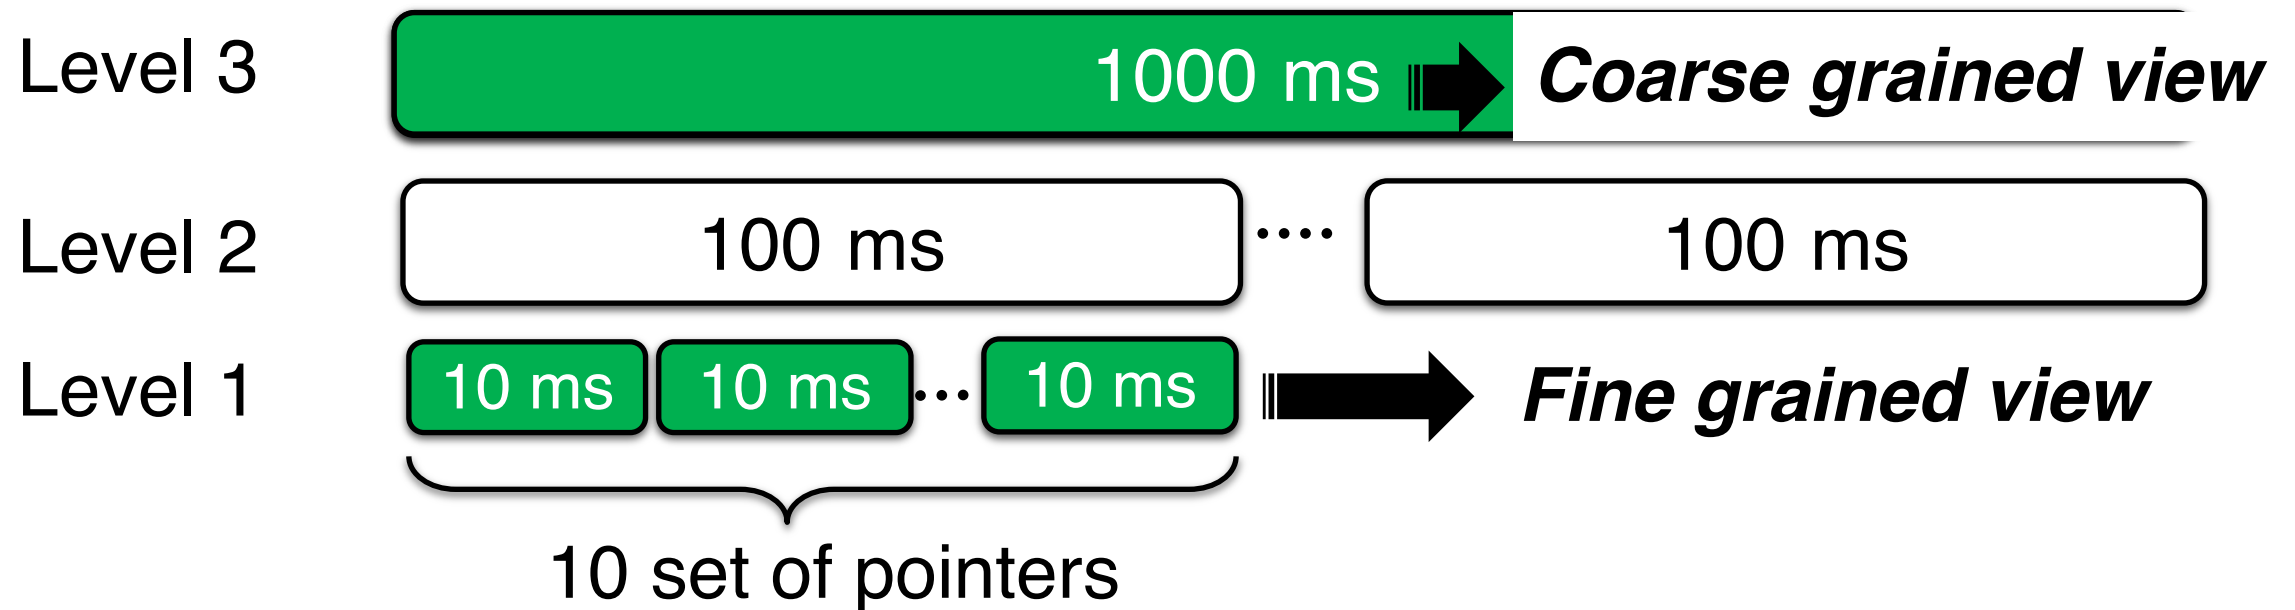 Level 3 1000 ms Coarse grained view
Level 2 100 ms .... 100 ms
Level 1 10 ms 10 ms ... 10 ms Fine grained view
10 set of pointers